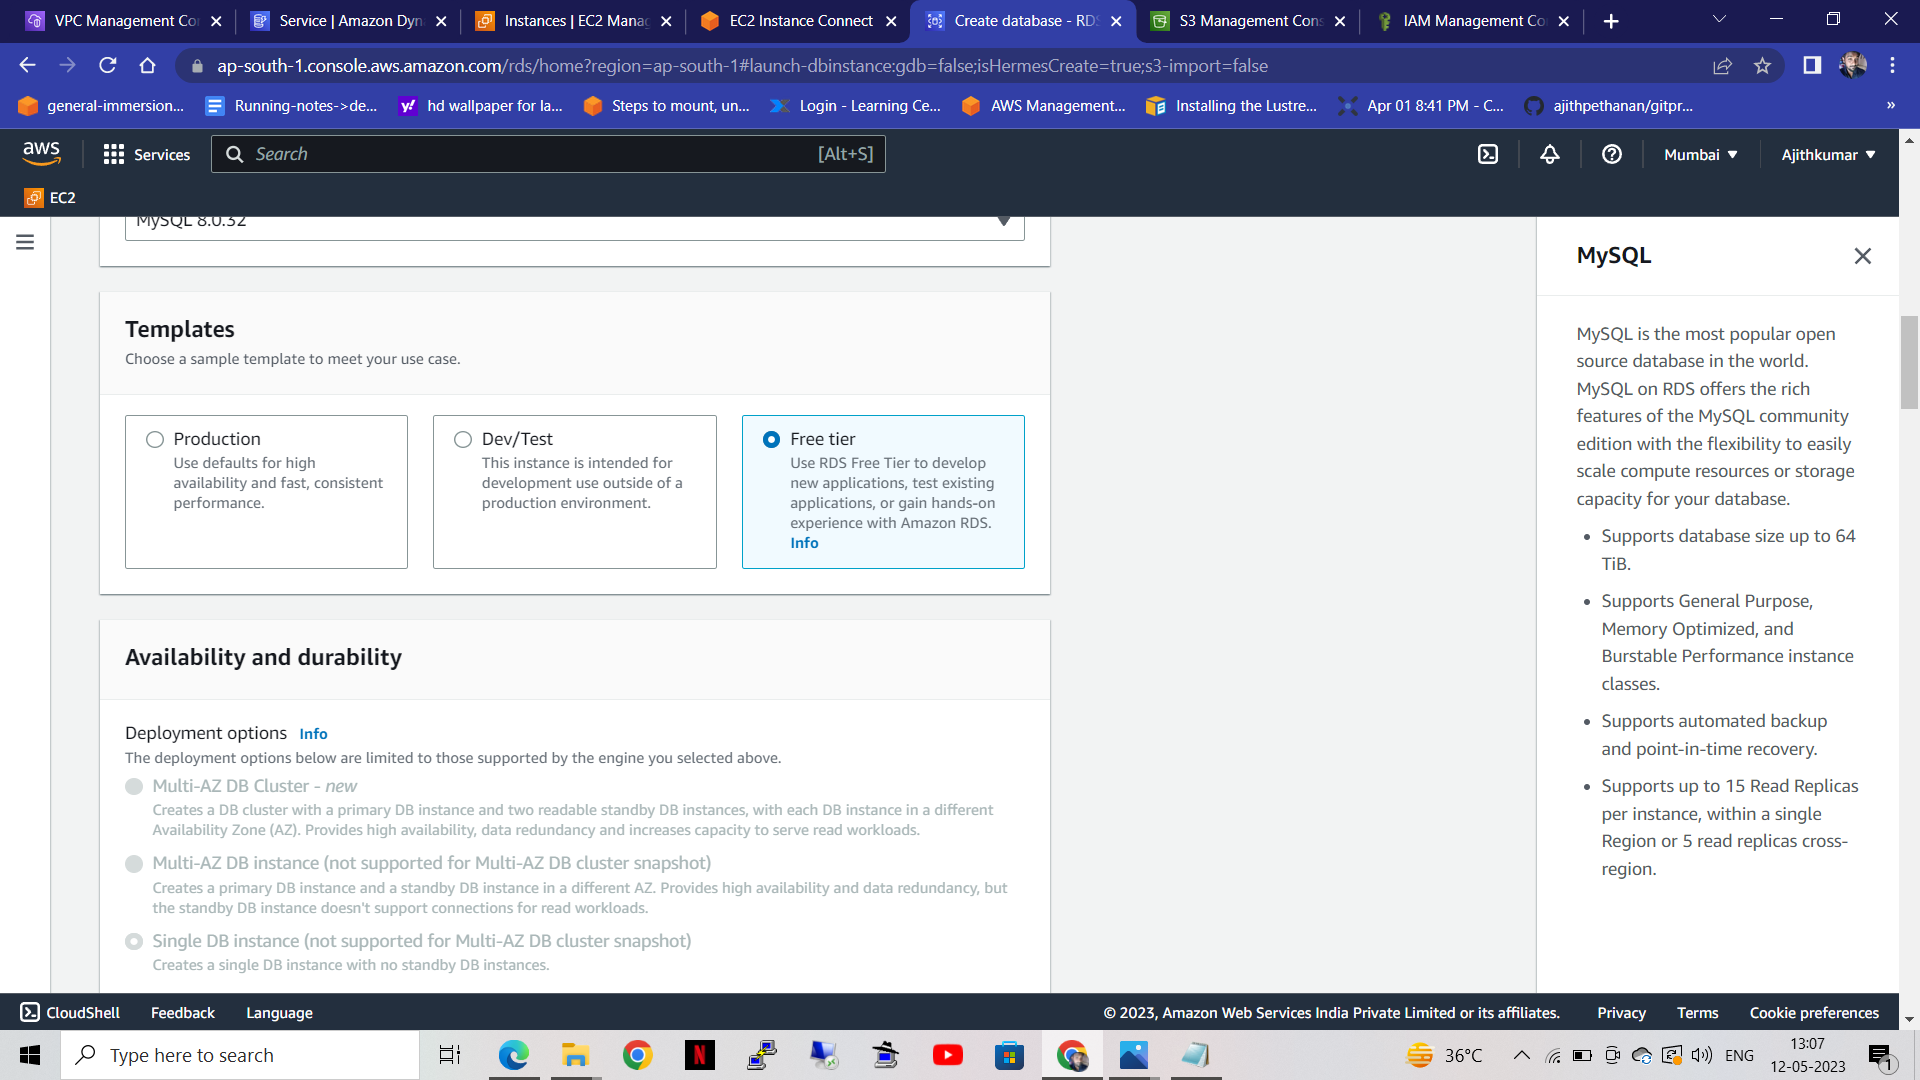 VPC Management Co
Service | Amazon Dyn
Instances | EC2 Manag
EC2 Instance Connect
Create database - RDS
S3 Management Cons
IAM Management Co
ap-south-1.console.aws.amazon.com/rds/home?region=ap-south-1#launch-dbinstance:gdb=false;isHermesCreate=true;s3-import=false
general-immersion...
Running-notes->de...
hd wallpaper for la...
Steps to mount, un...
Login - Learning Ce...
AWS Management...
Installing the Lustre...
Apr 01 8:41 PM - C...
ajithpethanan/gitpr...
»
aws
Services
Search
[Alt+S]
Mumbai
Ajithkumar
EC2
MySQL 8.0.32
Templates
Choose a sample template to meet your use case.
Production
Use defaults for high
availability and fast, consistent
performance.
Dev/Test
This instance is intended for
development use outside of a
production environment.
Free tier
Use RDS Free Tier to develop
new applications, test existing
applications, or gain hands-on
experience with Amazon RDS.
Info
Availability and durability
Deployment options Info
The deployment options below are limited to those supported by the engine you selected above.
Multi-AZ DB Cluster - new
Creates a DB cluster with a primary DB instance and two readable standby DB instances, with each DB instance in a different
Availability Zone (AZ). Provides high availability, data redundancy and increases capacity to serve read workloads.
Multi-AZ DB instance (not supported for Multi-AZ DB cluster snapshot)
Creates a primary DB instance and a standby DB instance in a different AZ. Provides high availability and data redundancy, but
the standby DB instance doesn't support connections for read workloads.
Single DB instance (not supported for Multi-AZ DB cluster snapshot)
Creates a single DB instance with no standby DB instances.
MySQL
MySQL is the most popular open
source database in the world.
MySQL on RDS offers the rich
features of the MySQL community
edition with the flexibility to easily
scale compute resources or storage
capacity for your database.
• Supports database size up to 64
TiB.
• Supports General Purpose,
Memory Optimized, and
Burstable Performance instance
classes.
• Supports automated backup
and point-in-time recovery.
• Supports up to 15 Read Replicas
per instance, within a single
Region or 5 read replicas cross-
region.
CloudShell
Feedback
Language
© 2023, Amazon Web Services India Private Limited or its affiliates.
Privacy
Terms
Cookie preferences
Type here to search
36°C
ENG
13:07
12-05-2023
1